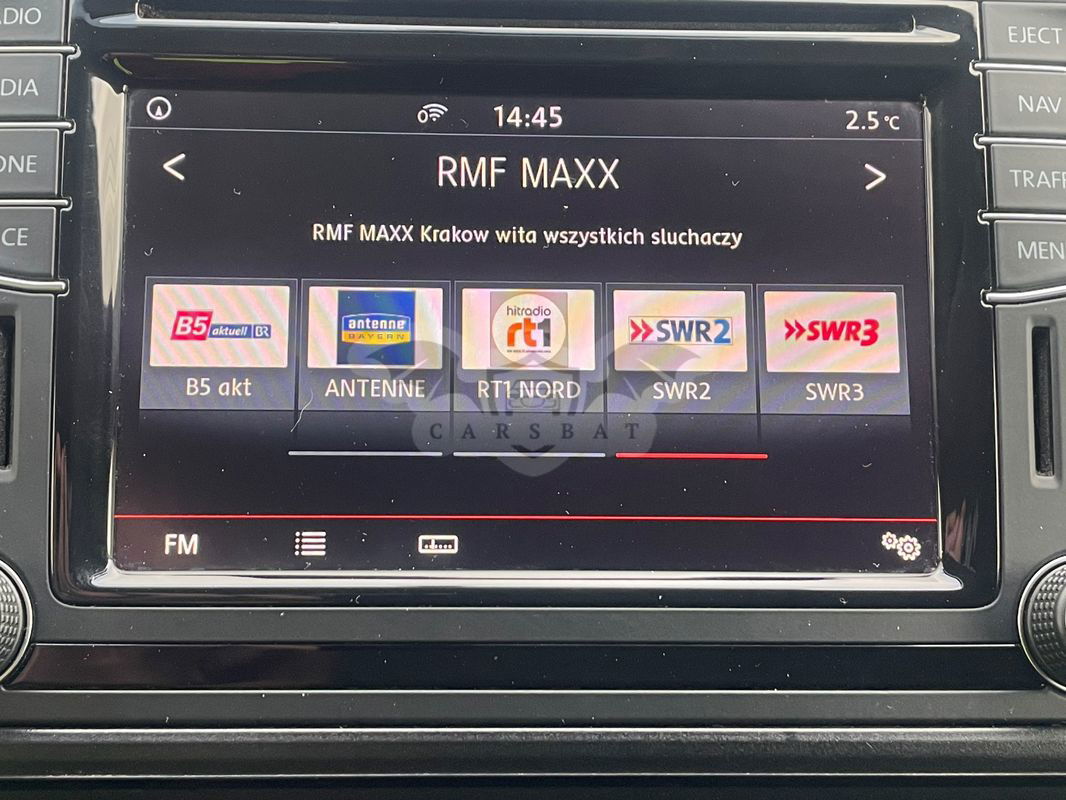 ADIO
DIA
ONE
CE
EJECT
NAV
TRAFF
MEN
14:45
2.5 °C
<
RMF MAXX
>
RMF MAXX Krakow wita wszystkich sluchaczy
B5 aktuell BR
antenne
BAYERN
hitradio
rt1
SWR2
SWR3
B5 akt
ANTENNE
RT1 NORD
SWR2
SWR3
CARSBAT
FM